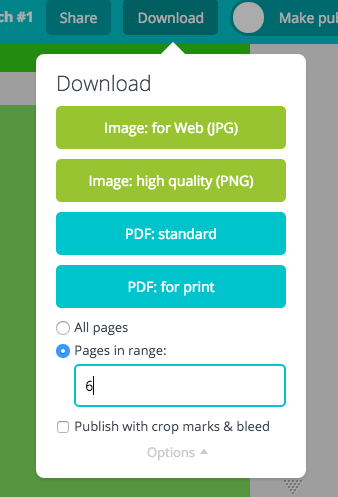 ch #1 Share Download Make pu
Download
Image: for Web (JPG)
Image: high quality (PNG)
PDF: standard
PDF: for print
All pages
Pages in range:
6
Publish with crop marks & bleed
Options